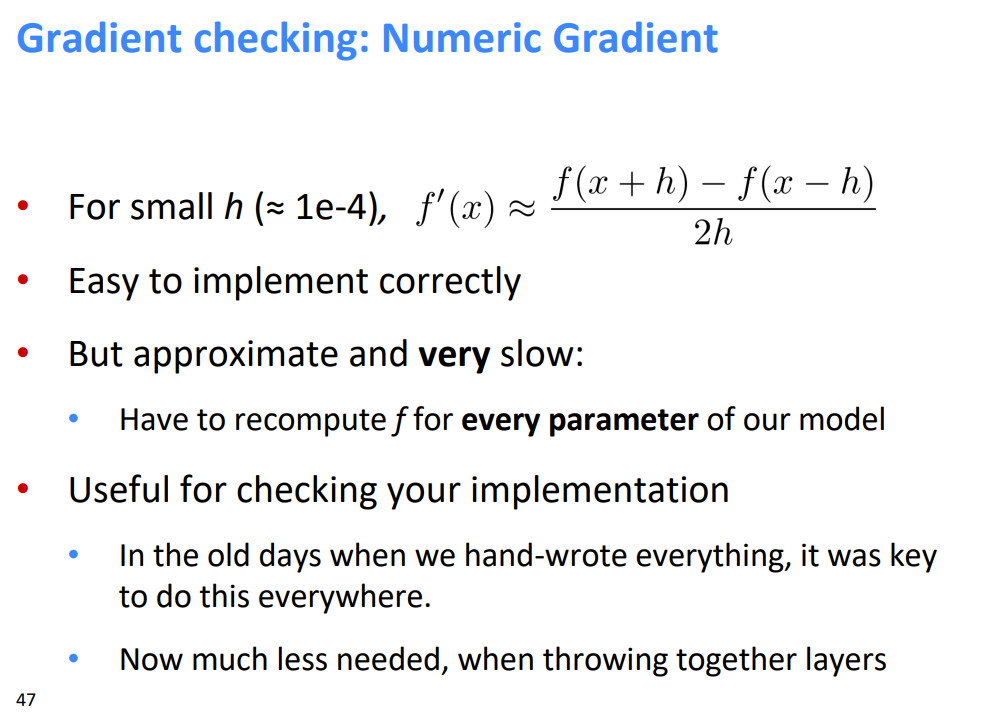 Gradient checking: Numeric Gradient
• For small h (≈ 1e-4), f′(x) ≈ \frac{f(x + h) − f(x − h)}{2h}
• Easy to implement correctly
• But approximate and very slow:
• Have to recompute f for every parameter of our model
• Useful for checking your implementation
• In the old days when we hand-wrote everything, it was key
to do this everywhere.
• Now much less needed, when throwing together layers
47